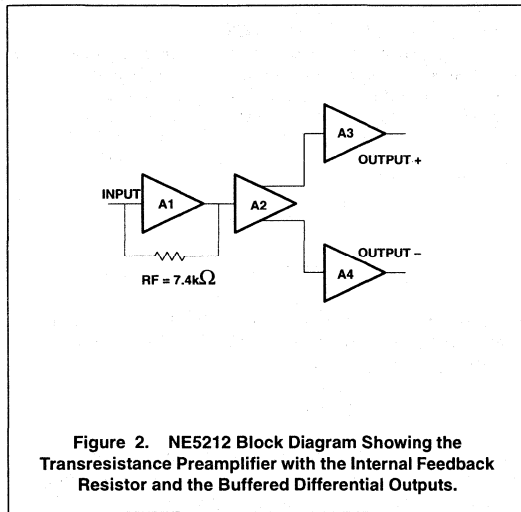 A3
OUTPUT +
INPUT
A1
A2
RF = 7.4kΩ
OUTPUT –
A4
Figure 2. NE5212 Block Diagram Showing the
Transresistance Preamplifier with the Internal Feedback
Resistor and the Buffered Differential Outputs.